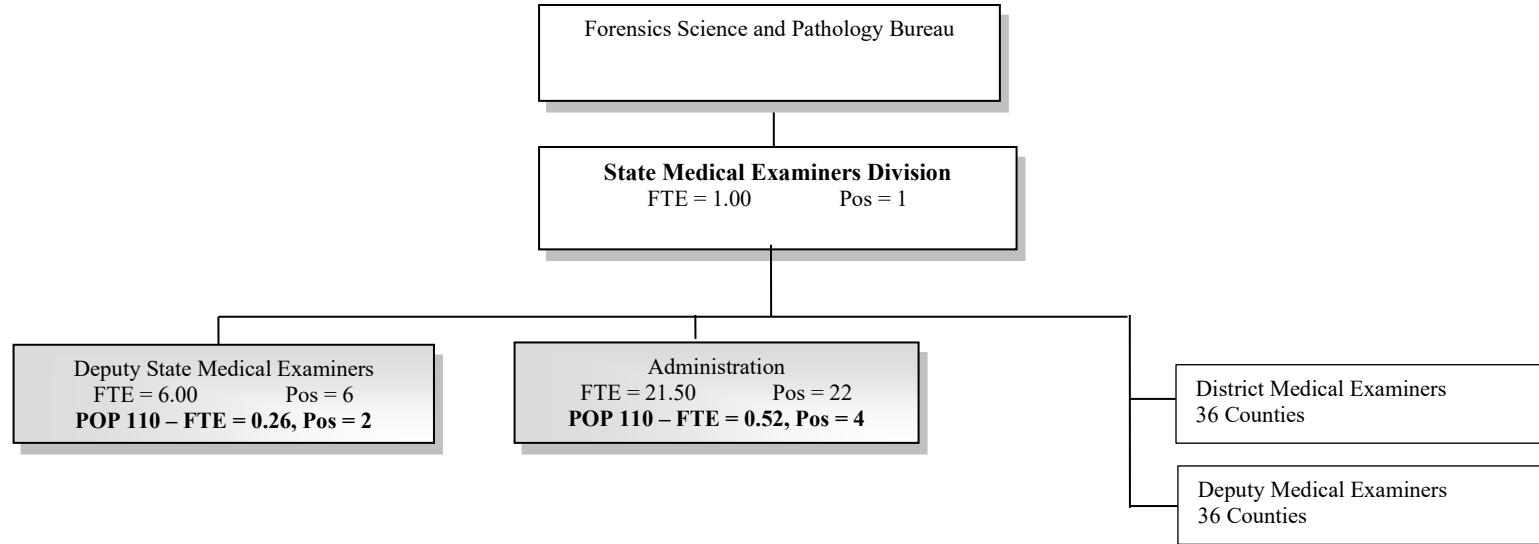 Forensics Science and Pathology Bureau
State Medical Examiners Division
FTE = 1.00 Pos = 1
Deputy State Medical Examiners
FTE = 6.00 Pos = 6
POP 110 – FTE = 0.26, Pos = 2
Administration
FTE = 21.50 Pos = 22
POP 110 – FTE = 0.52, Pos = 4
District Medical Examiners
36 Counties
Deputy Medical Examiners
36 Counties